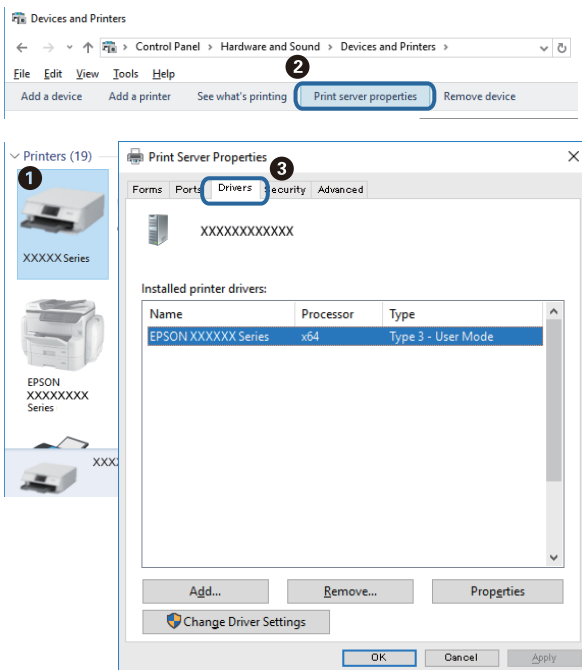 Devices and Printers
Control Panel > Hardware and Sound > Devices and Printers >
File Edit View Tools Help
2
Add a device Add a printer See what's printing Print server properties Remove device
Printers (19)
1
XXXXX Series
EPSON
XXXXXXXX
Series
XXX
Print Server Properties
3
Forms Ports Drivers Security Advanced
XXXXXXXXXXXX
Installed printer drivers:
Name Processor Type
EPSON XXXXXX Series x64 Type 3 - User Mode
Add... Remove... Properties
Change Driver Settings
OK Cancel Apply